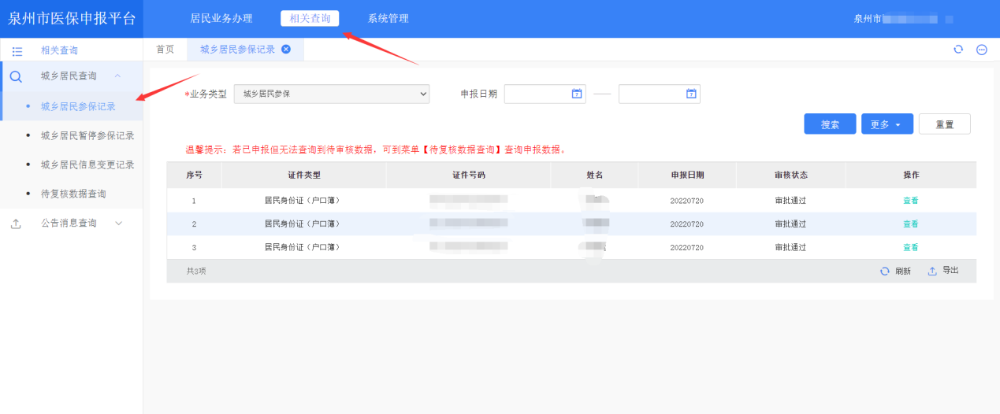 泉州市医保申报平台
居民业务办理 相关查询 系统管理
泉州市
相关查询
首页 城乡居民参保记录
城乡居民查询
城乡居民参保记录
城乡居民暂停参保记录
城乡居民信息变更记录
待复核数据查询
公告消息查询
*业务类型 城乡居民参保 申报日期
搜索 更多 重置
温馨提示：若已申报但无法查询到待审核数据，可到菜单【待复核数据查询】查询申报数据。
序号 证件类型 证件号码 姓名 申报日期 审核状态 操作
1 居民身份证（户口簿） 20220720 审批通过 查看
2 居民身份证（户口簿） 20220720 审批通过 查看
3 居民身份证（户口簿） 20220720 审批通过 查看
共3项 刷新 导出